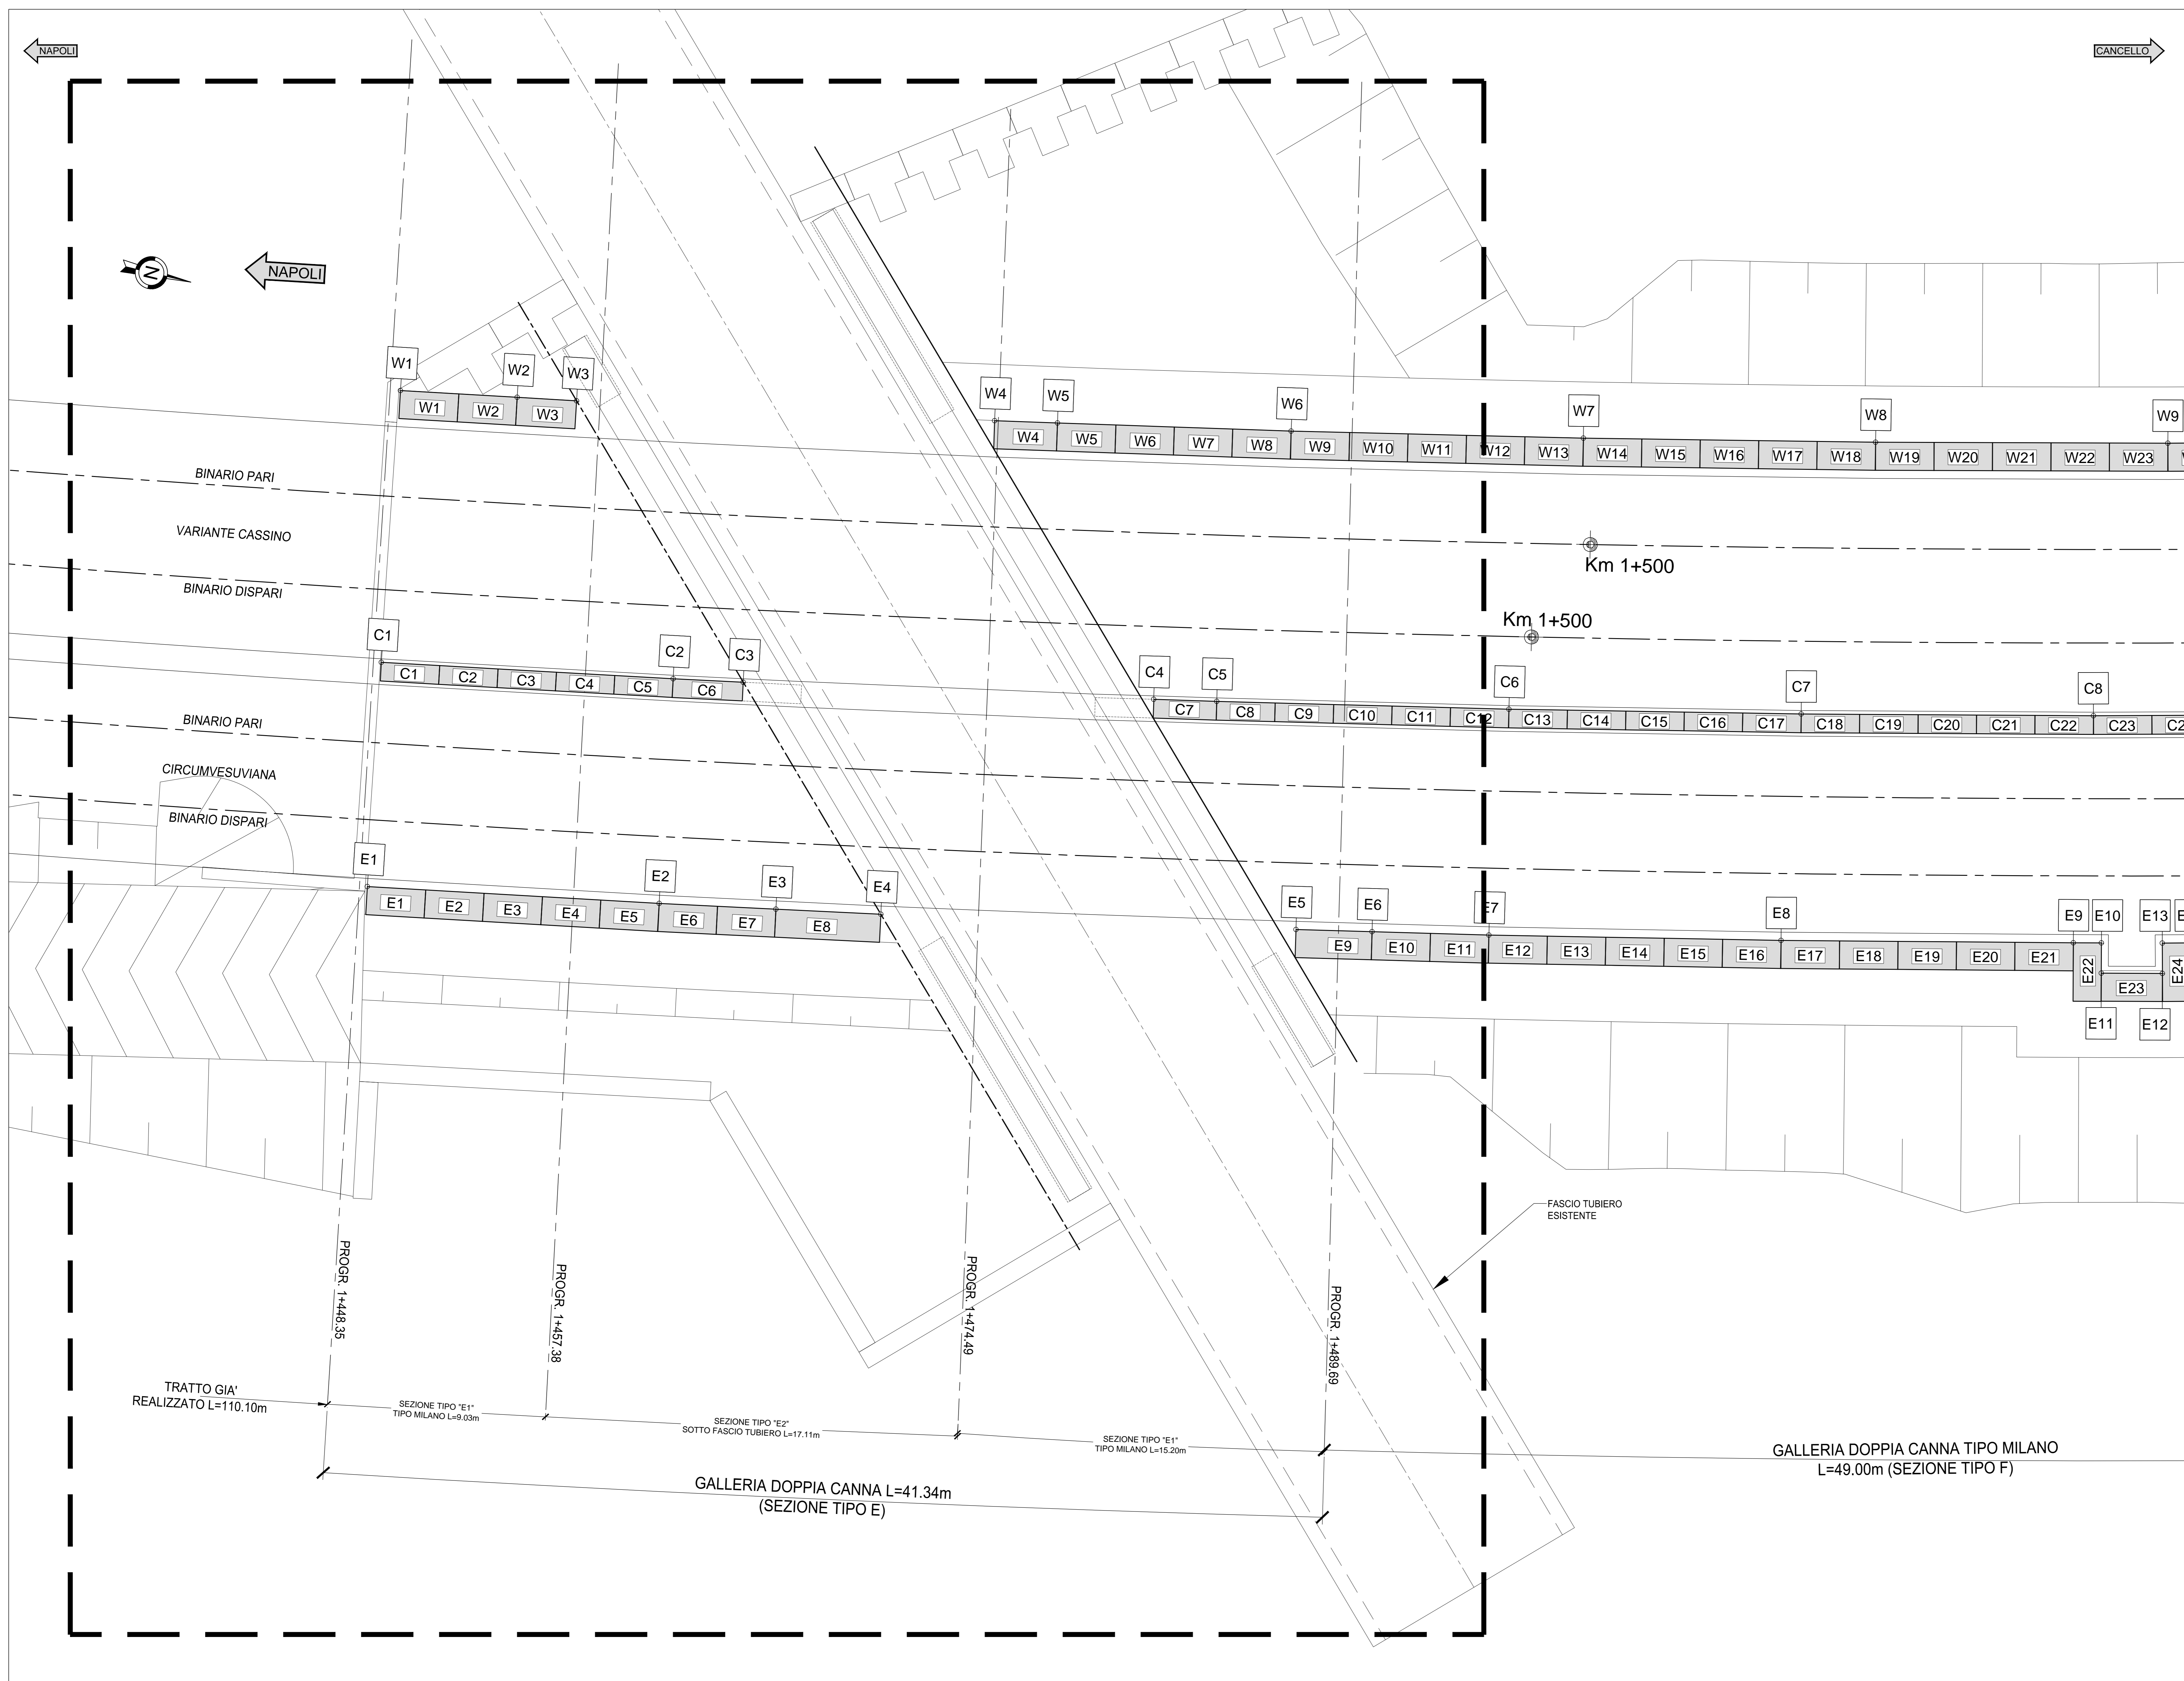 NAPOLI
CANCELLO
N
NAPOLI
W1
W2
W3
W4
W5
W6
W7
W8
W9
W1
W2
W3
W4
W5
W6
W7
W8
W9
W10
W11
W12
W13
W14
W15
W16
W17
W18
W19
W20
W21
W22
W23
BINARIO PARI
VARIANTE CASSINO
BINARIO DISPARI
Km 1+500
Km 1+500
C1
C2
C3
C4
C5
C6
C7
C8
C1
C2
C3
C4
C5
C6
C7
C8
C9
C10
C11
C12
C13
C14
C15
C16
C17
C18
C19
C20
C21
C22
C23
BINARIO PARI
CIRCUMVESUVIANA
BINARIO DISPARI
E1
E2
E3
E4
E5
E6
E7
E8
E9
E10
E13
E1
E2
E3
E4
E5
E6
E7
E8
E9
E10
E11
E12
E13
E14
E15
E16
E17
E18
E19
E20
E21
E22
E23
E24
E11
E12
FASCIO TUBIERO
ESISTENTE
PROGR. 1+448.35
PROGR. 1+457.38
PROGR. 1+474.49
PROGR. 1+489.69
TRATTO GIA'
REALIZZATO L=110.10m
SEZIONE TIPO "E1"
TIPO MILANO L=9.03m
SEZIONE TIPO "E2"
SOTTO FASCIO TUBIERO L=17.11m
SEZIONE TIPO "E1"
TIPO MILANO L=15.20m
GALLERIA DOPPIA CANNA TIPO MILANO
L=49.00m (SEZIONE TIPO F)
GALLERIA DOPPIA CANNA L=41.34m
(SEZIONE TIPO E)